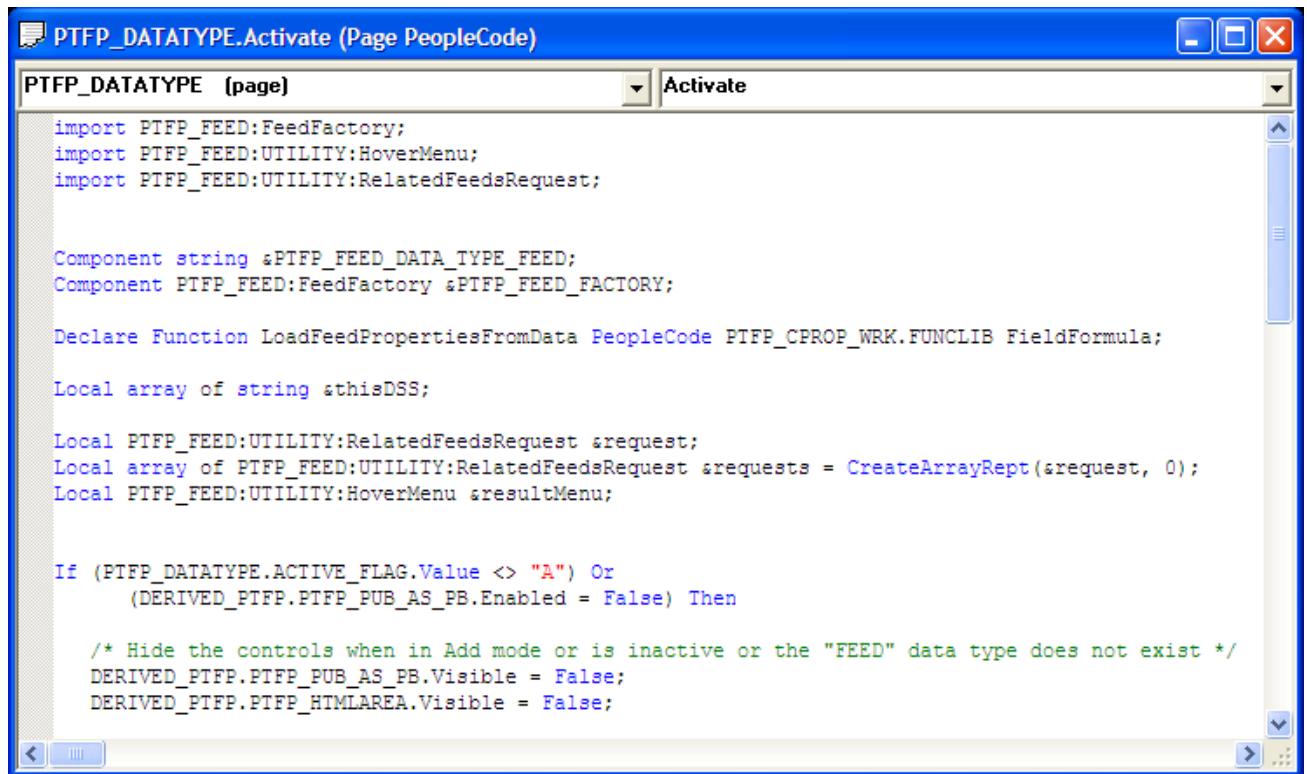 PTFP_DATATYPE.Activate (Page PeopleCode)
PTFP_DATATYPE (page) Activate
import PTFP_FEED:FeedFactory;
import PTFP_FEED:UTILITY:HoverMenu;
import PTFP_FEED:UTILITY:RelatedFeedsRequest;
Component string &PTFP_FEED_DATA_TYPE_FEED;
Component PTFP_FEED:FeedFactory &PTFP_FEED_FACTORY;
Declare Function LoadFeedPropertiesFromData PeopleCode PTFP_CPROP_WRK.FUNCLIB FieldFormula;
Local array of string &thisDSS;
Local PTFP_FEED:UTILITY:RelatedFeedsRequest &request;
Local array of PTFP_FEED:UTILITY:RelatedFeedsRequest &requests = CreateArrayRept(&request, 0);
Local PTFP_FEED:UTILITY:HoverMenu &resultMenu;
If (PTFP_DATATYPE.ACTIVE_FLAG.Value <> "A") Or
(DERIVED_PTFP.PTFP_PUB_AS_PB.Enabled = False) Then
/* Hide the controls when in Add mode or is inactive or the "FEED" data type does not exist */
DERIVED_PTFP.PTFP_PUB_AS_PB.Visible = False;
DERIVED_PTFP.PTFP_HTMLAREA.Visible = False;